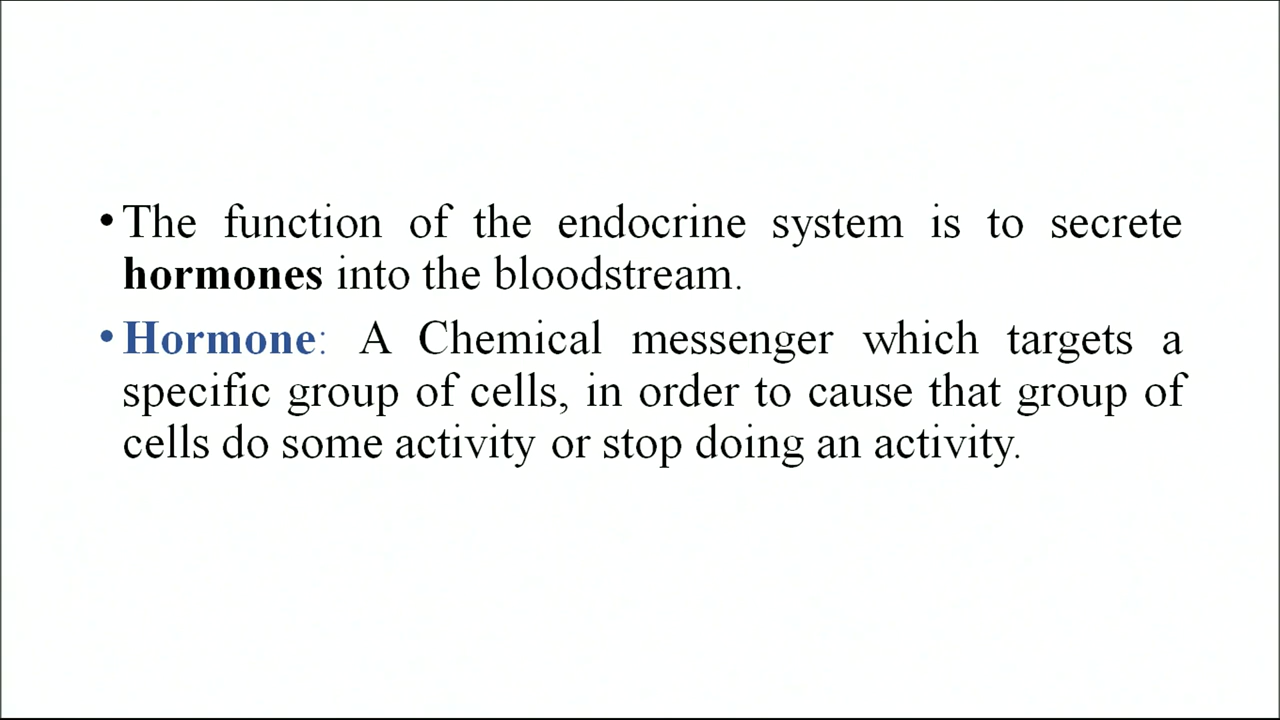 • The function of the endocrine system is to secrete
hormones into the bloodstream.
• Hormone: A Chemical messenger which targets a
specific group of cells, in order to cause that group of
cells do some activity or stop doing an activity.